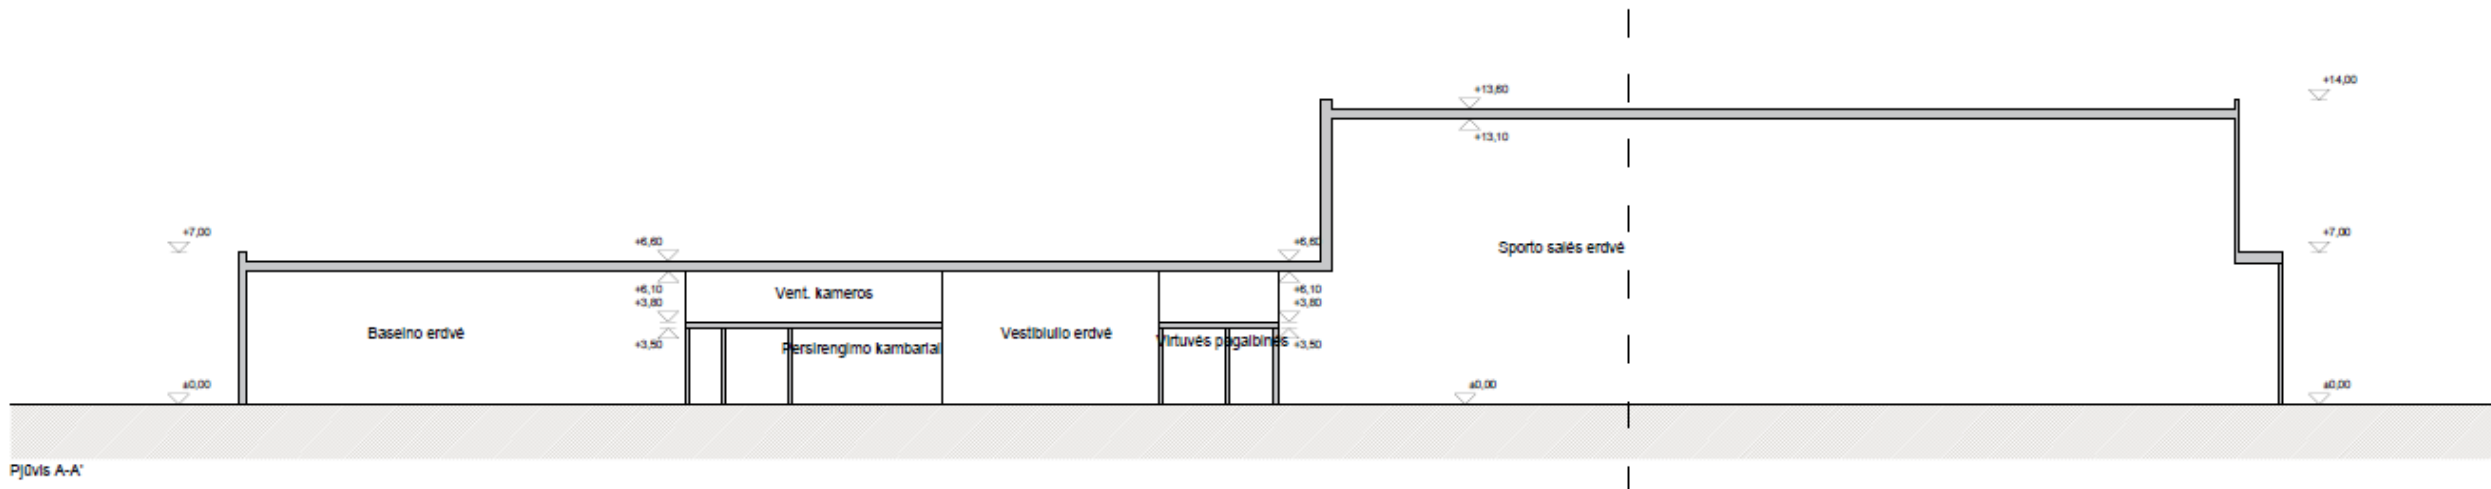 +14,00
+13,60
+13,10
+7,00
+6,60
+6,60
+7,00
Sporto salės erdvė
+6,10
Vent. kameros
+6,10
+3,80
+3,80
Baseino erdvė
Vestibiulio erdvė
+3,50
Persirengimo kambariai
Virtuvės pagalbinės
+3,50
±0,00
±0,00
±0,00
Pjūvis A-A'